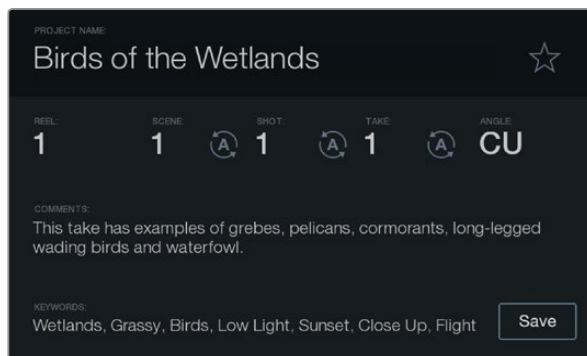 PROJECT NAME:
Birds of the Wetlands
REEL: SCENE: SHOT: TAKE: ANGLE:
1 1 A 1 A 1 A CU
COMMENTS:
This take has examples of grebes, pelicans, cormorants, long-legged
wading birds and waterfowl.
KEYWORDS:
Wetlands, Grassy, Birds, Low Light, Sunset, Close Up, Flight
Save